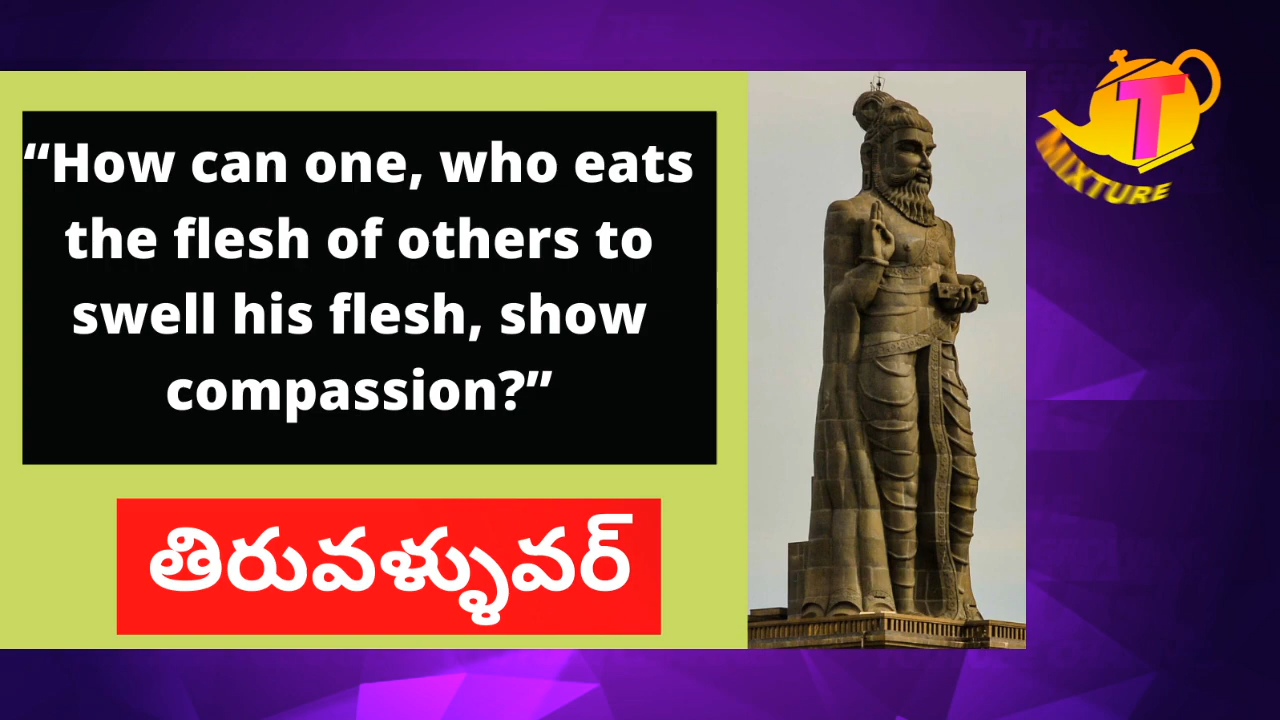 “How can one, who eats
the flesh of others to
swell his flesh, show
compassion?”
తిరువళ్ళువర్
T
MIXTURE